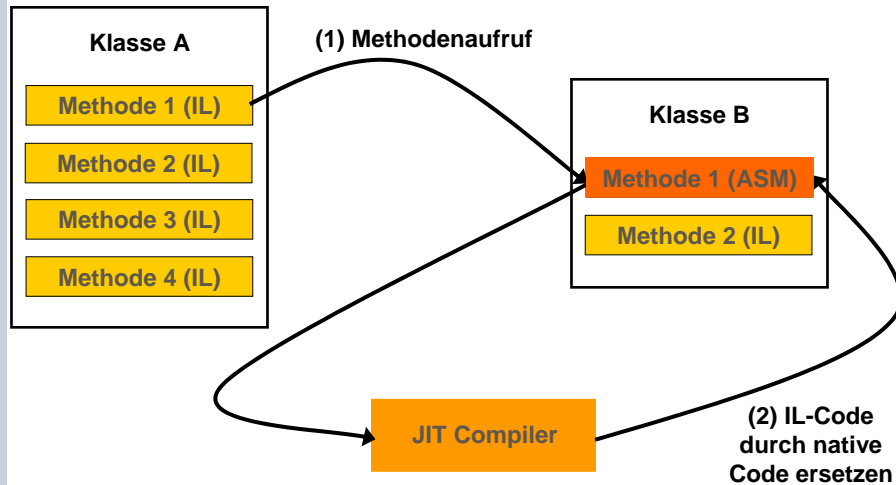 Klasse A
(1) Methodenaufruf
Methode 1 (IL)
Methode 2 (IL)
Methode 3 (IL)
Methode 4 (IL)
Klasse B
Methode 1 (ASM)
Methode 2 (IL)
JIT Compiler
(2) IL-Code
durch native
Code ersetzen